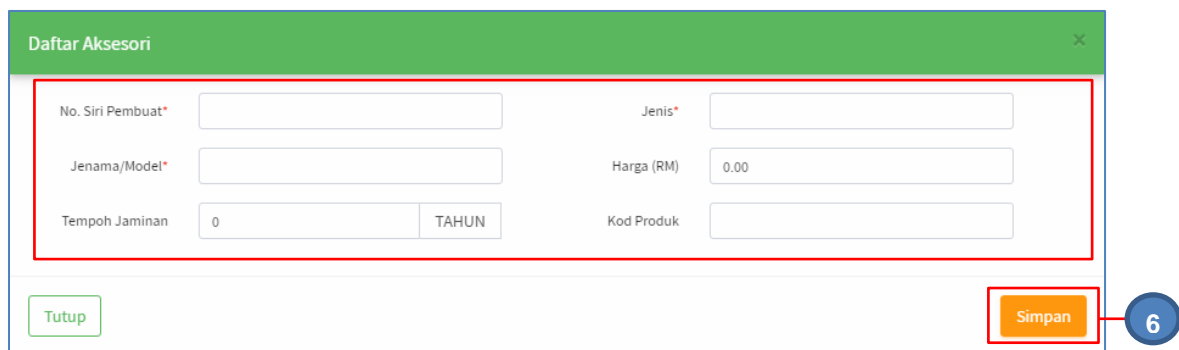 Daftar Aksesori ×
No. Siri Pembuat* Jenis*
Jenama/Model* Harga (RM) 0.00
Tempoh Jaminan 0 TAHUN Kod Produk
Tutup Simpan 6